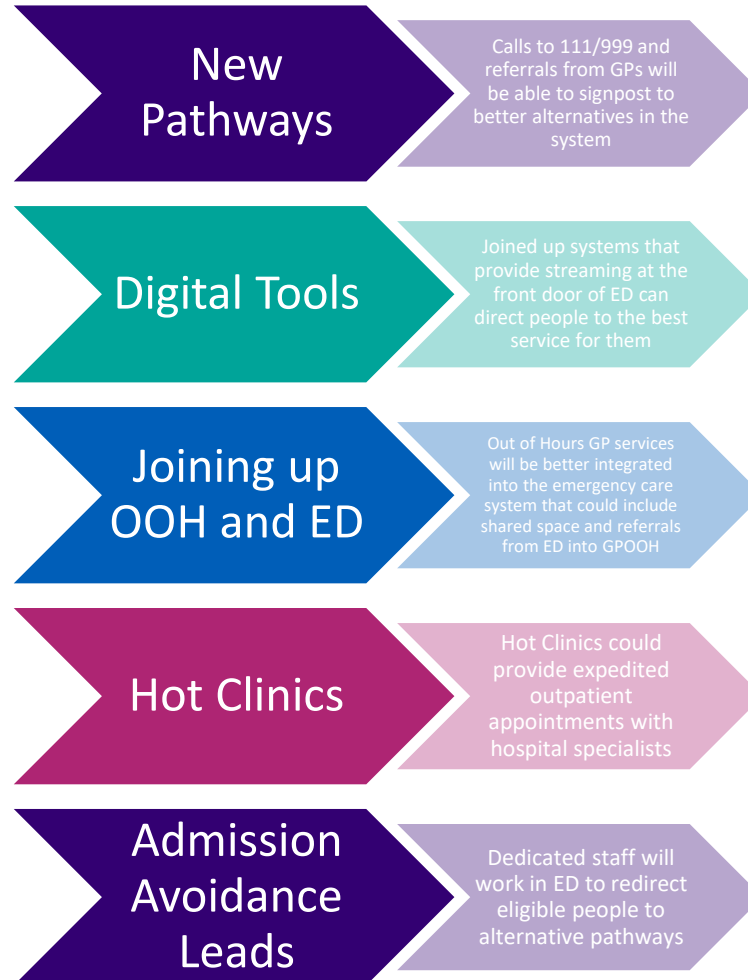 New
Pathways
Calls to 111/999 and
referrals from GPs will
be able to signpost to
better alternatives in the
system
Digital Tools
Joined up systems that
provide streaming at the
front door of ED can
direct people to the best
service for them
Joining up
OOH and ED
Out of Hours GP services
will be better integrated
into the emergency care
system that could include
shared space and referrals
from ED into GPOOH
Hot Clinics
Hot Clinics could
provide expedited
outpatient
appointments with
hospital specialists
Admission
Avoidance
Leads
Dedicated staff will
work in ED to redirect
eligible people to
alternative pathways